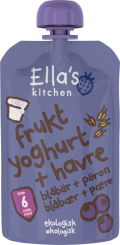 Ella's
kitchen
frukt
yoghurt
+ havre
blåbär + päron
blåbær + pære
6
ekologisk
økologisk